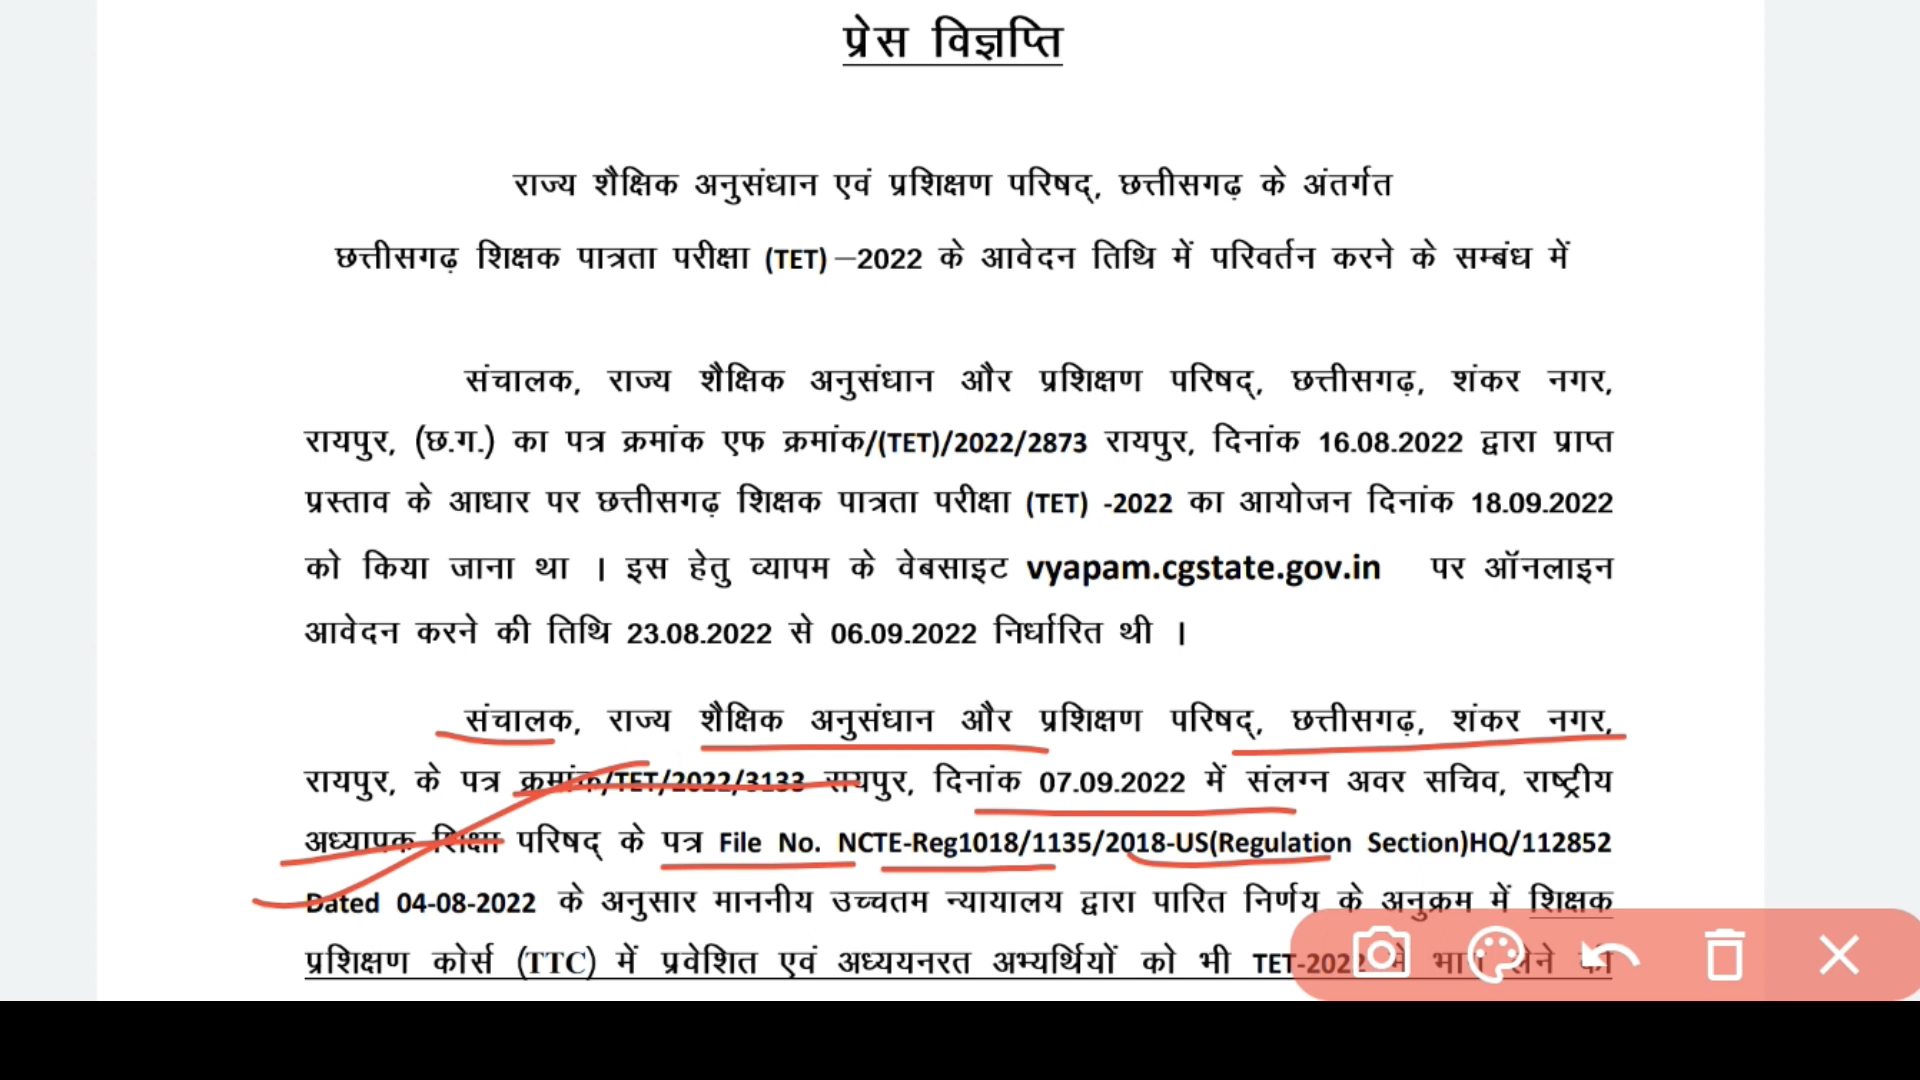 प्रेस विज्ञप्ति
राज्य शैक्षिक अनुसंधान एवं प्रशिक्षण परिषद्, छत्तीसगढ़ के अंतर्गत
छत्तीसगढ़ शिक्षक पात्रता परीक्षा (TET) –2022 के आवेदन तिथि में परिवर्तन करने के सम्बंध में
संचालक, राज्य शैक्षिक अनुसंधान और प्रशिक्षण परिषद्, छत्तीसगढ़, शंकर नगर,
रायपुर, (छ.ग.) का पत्र क्रमांक एफ क्रमांक/(TET)/2022/2873 रायपुर, दिनांक 16.08.2022 द्वारा प्राप्त
प्रस्ताव के आधार पर छत्तीसगढ़ शिक्षक पात्रता परीक्षा (TET) -2022 का आयोजन दिनांक 18.09.2022
को किया जाना था । इस हेतु व्यापम के वेबसाइट vyapam.cgstate.gov.in पर ऑनलाइन
आवेदन करने की तिथि 23.08.2022 से 06.09.2022 निर्धारित थी ।
संचालक, राज्य शैक्षिक अनुसंधान और प्रशिक्षण परिषद्, छत्तीसगढ़, शंकर नगर,
रायपुर, के पत्र क्रमांक/TET/2022/3133 रायपुर, दिनांक 07.09.2022 में संलग्न अवर सचिव, राष्ट्रीय
अध्यापक शिक्षा परिषद् के पत्र File No. NCTE-Reg1018/1135/2018-US(Regulation Section)HQ/112852
Dated 04-08-2022 के अनुसार माननीय उच्चतम न्यायालय द्वारा पारित निर्णय के अनुक्रम में शिक्षक
प्रशिक्षण कोर्स (TTC) में प्रवेशित एवं अध्ययनरत अभ्यर्थियों को भी TET-2022 में भाग लेने की